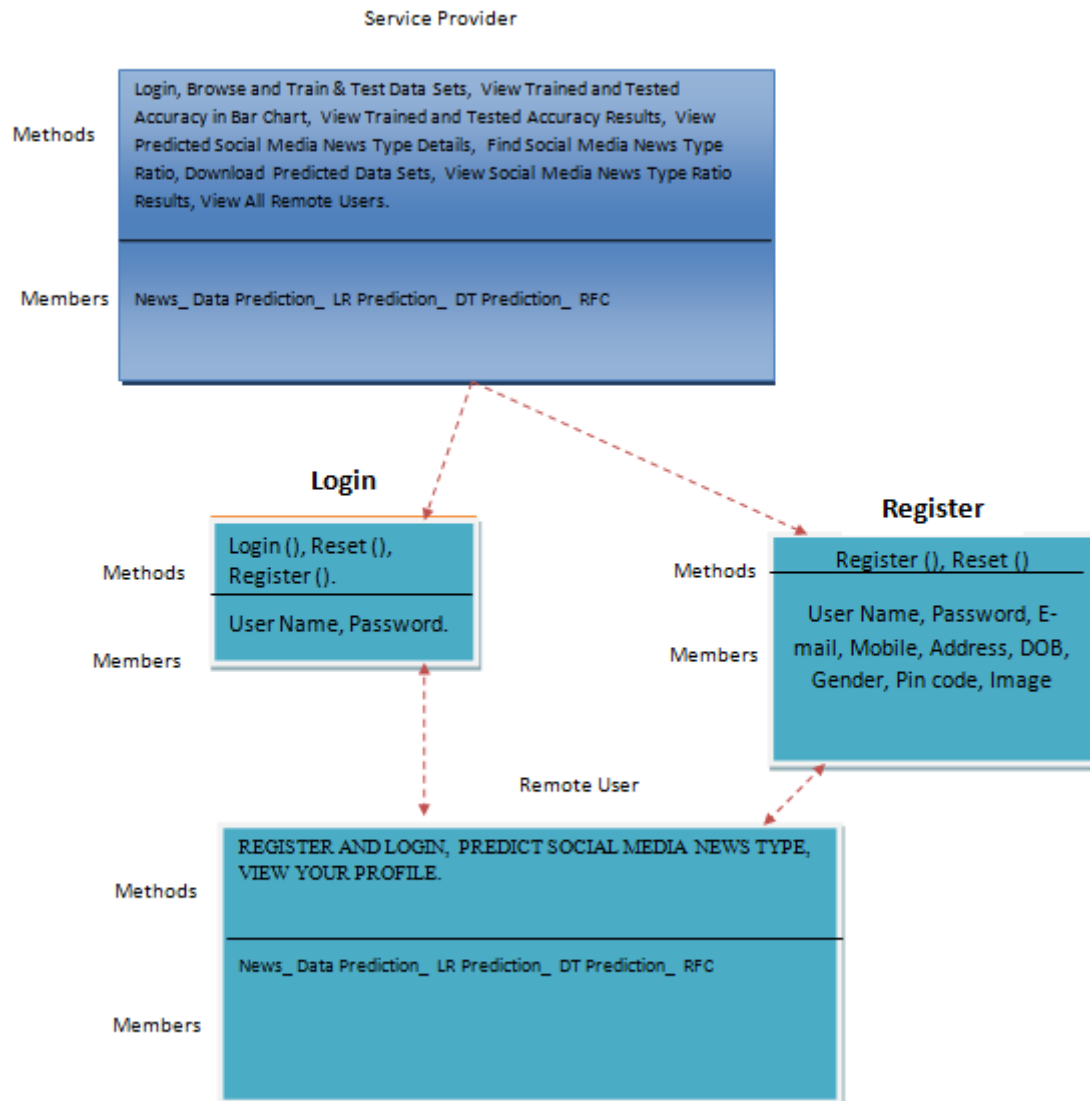 Service Provider
Methods
Login, Browse and Train & Test Data Sets, View Trained and Tested
Accuracy in Bar Chart, View Trained and Tested Accuracy Results, View
Predicted Social Media News Type Details, Find Social Media News Type
Ratio, Download Predicted Data Sets, View Social Media News Type Ratio
Results, View All Remote Users.
Members
News_ Data Prediction_ LR Prediction_ DT Prediction_ RFC
Login
Methods
Login (), Reset (),
Register ().
Members
User Name, Password.
Register
Methods
Register (), Reset ()
Members
User Name, Password, E-
mail, Mobile, Address, DOB,
Gender, Pin code, Image
Remote User
Methods
REGISTER AND LOGIN, PREDICT SOCIAL MEDIA NEWS TYPE,
VIEW YOUR PROFILE.
Members
News_ Data Prediction_ LR Prediction_ DT Prediction_ RFC